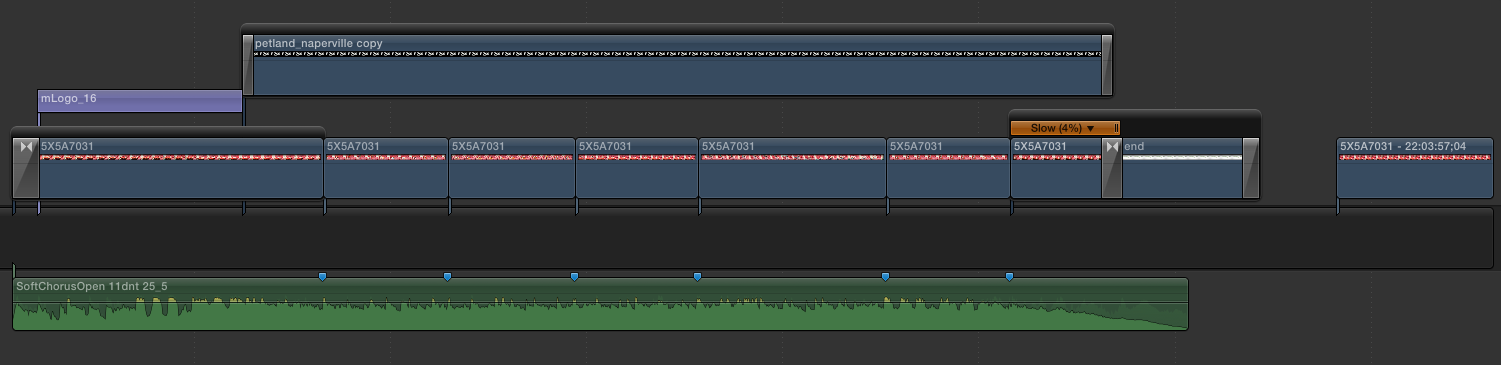 petland_naperville copy
mLogo_16
Slow (4%)
5X5A7031
5X5A7031
5X5A7031
5X5A7031
5X5A7031
5X5A7031
5X5A7031
end
5X5A7031 - 22:03:57;04
SoftChorusOpen 11dnt 25_5